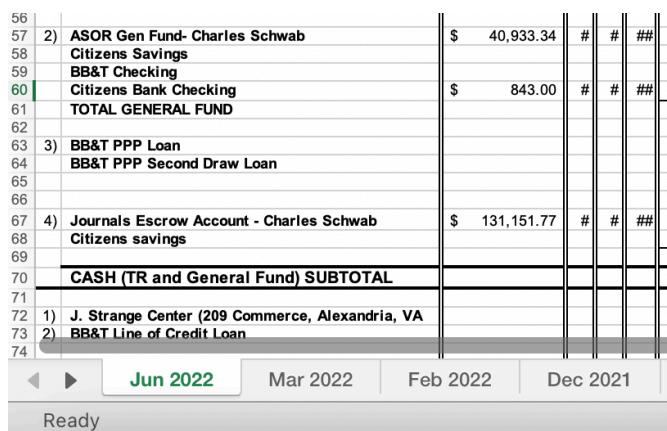 56
57 2) ASOR Gen Fund- Charles Schwab $ 40,933.34 # # ##
58 Citizens Savings
59 BB&T Checking
60 Citizens Bank Checking $ 843.00 # # ##
61 TOTAL GENERAL FUND
62
63 3) BB&T PPP Loan
64 BB&T PPP Second Draw Loan
65
66
67 4) Journals Escrow Account - Charles Schwab $ 131,151.77 # # ##
68 Citizens savings
69
70 CASH (TR and General Fund) SUBTOTAL
71
72 1) J. Strange Center (209 Commerce, Alexandria, VA
73 2) BB&T Line of Credit Loan
74
Jun 2022 Mar 2022 Feb 2022 Dec 2021
Ready